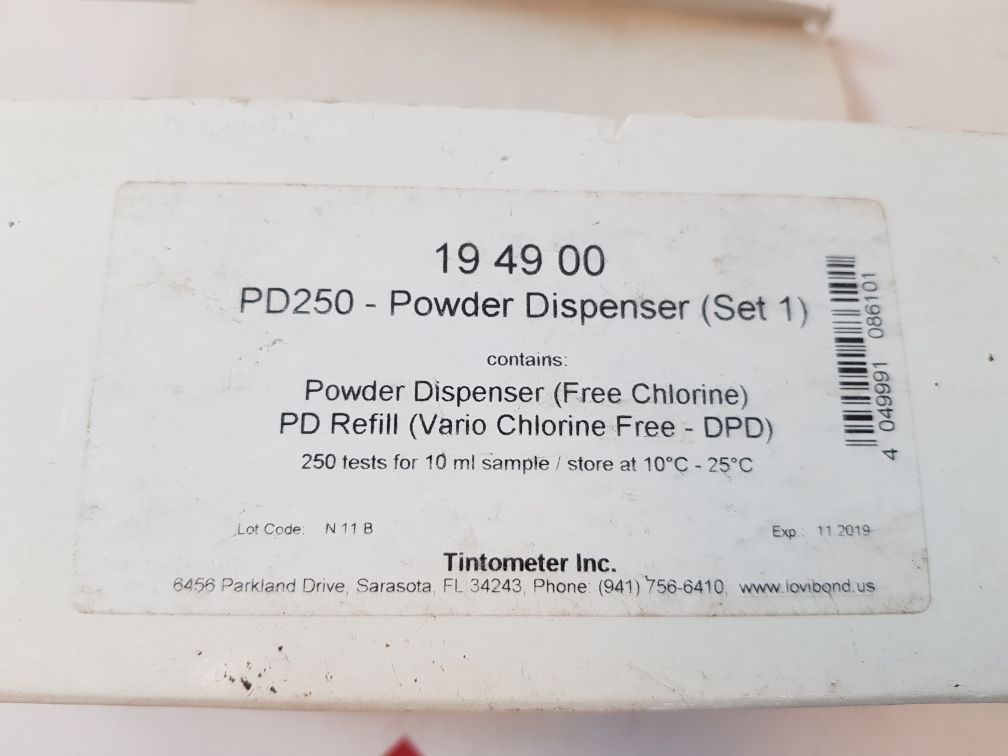 19 49 00
PD250 - Powder Dispenser (Set 1)
contains:
Powder Dispenser (Free Chlorine)
PD Refill (Vario Chlorine Free - DPD)
250 tests for 10 ml sample / store at 10°C - 25°C
Lot Code: N 11 B
Exp.: 11 2019
Tintometer Inc.
6456 Parkland Drive, Sarasota, FL 34243, Phone: (941) 756-6410, www.lovibond.us
4 049991 086101